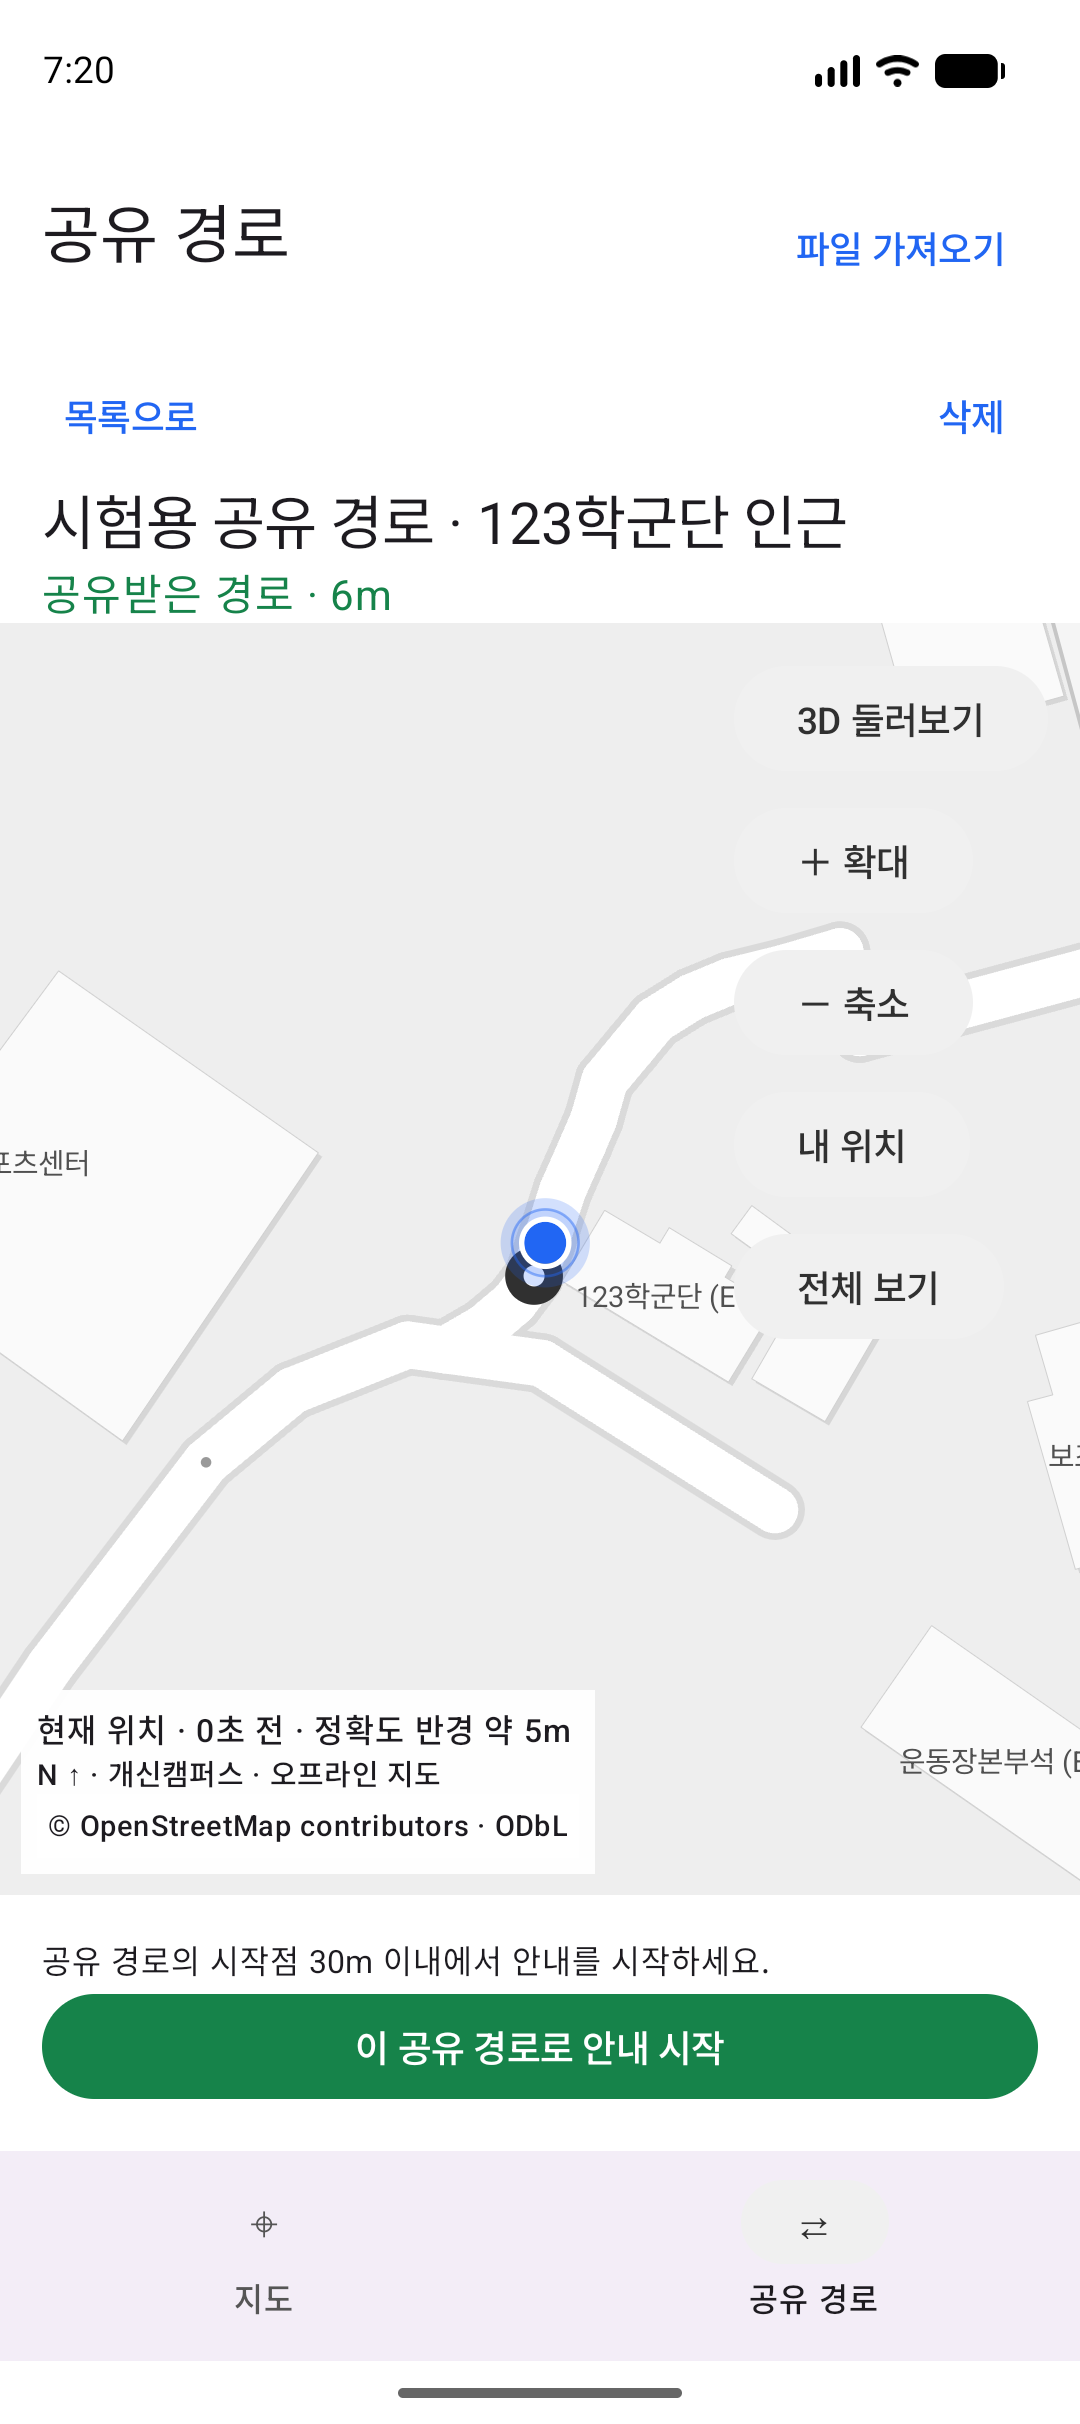 7:20
공유 경로
파일 가져오기
목록으로
삭제
시험용 공유 경로 · 123학군단 인근
공유받은 경로 · 6m
3D 둘러보기
+ 확대
− 축소
포츠센터
내 위치
123학군단 (E
전체 보기
운동장본부석 (E
현재 위치 · 0초 전 · 정확도 반경 약 5m
N ↑ · 개신캠퍼스 · 오프라인 지도
© OpenStreetMap contributors · ODbL
공유 경로의 시작점 30m 이내에서 안내를 시작하세요.
이 공유 경로로 안내 시작
지도
공유 경로